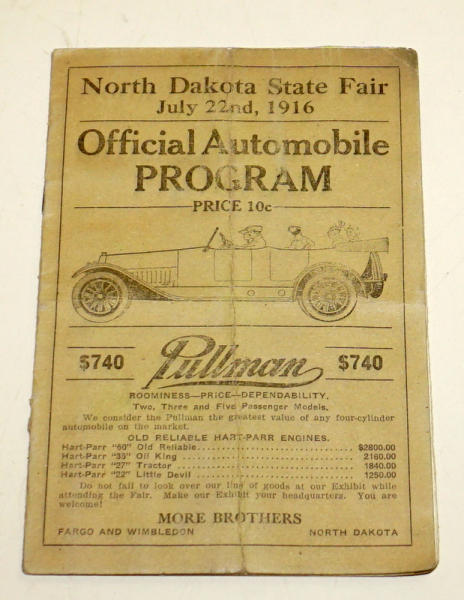 North Dakota State Fair
July 22nd, 1916
Official Automobile
PROGRAM
PRICE 10c
$740 Pullman $740
ROOMINESS—PRICE—DEPENDABILITY.
Two, Three and Five Passenger Models.
We consider the Pullman the greatest value of any four-cylinder
automobile on the market.
OLD RELIABLE HART-PARR ENGINES.
Hart-Parr "60" Old Reliable ........ $2800.00
Hart-Parr "35" Oil King ........ 2160.00
Hart-Parr "27" Tractor ........ 1840.00
Hart-Parr "22" Little Devil ........ 1250.00
Do not fail to look over our line of goods at our Exhibit while
attending the Fair. Make our Exhibit your headquarters. You are
welcome!
MORE BROTHERS
FARGO AND WIMBLEDON NORTH DAKOTA